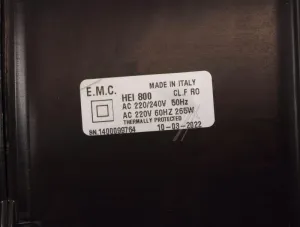 E.M.C. MADE IN ITALY
HEI 800 CL.F RO
AC 220/240V 50Hz
AC 220V 60HZ 265W
THERMALLY PROTECTED
SN.1400009764 10-03-2022